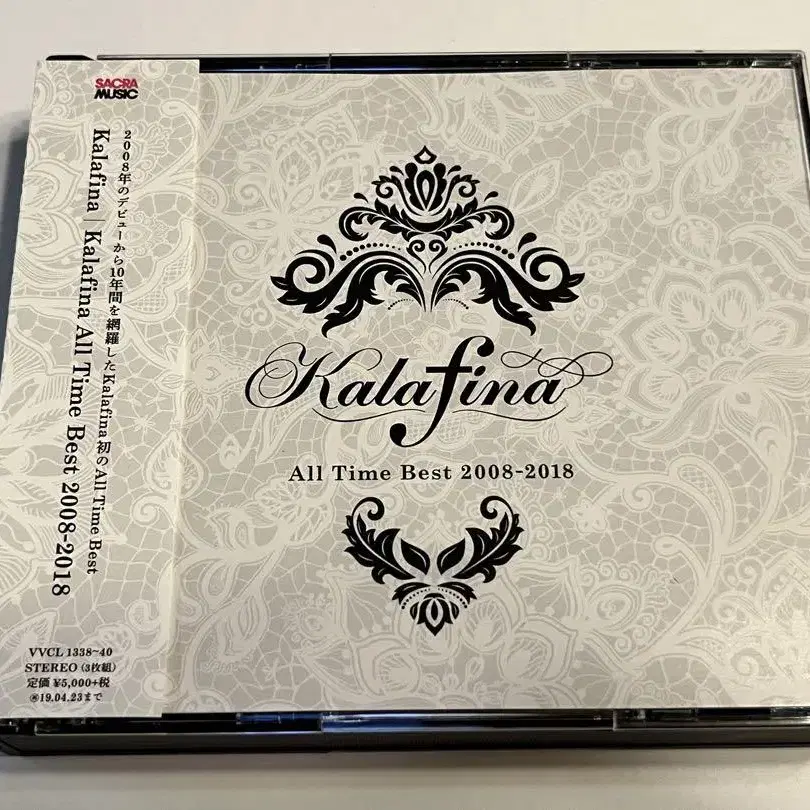 SACRA
MUSIC
2008年のデビューから10年間を網羅したKalafina初のAll Time Best
Kalafina｜Kalafina All Time Best 2008-2018
VVCL 1338~40
STEREO (3枚組)
定価 ¥5,000+税
㋐19.04.23まで
Kalafina
All Time Best 2008-2018